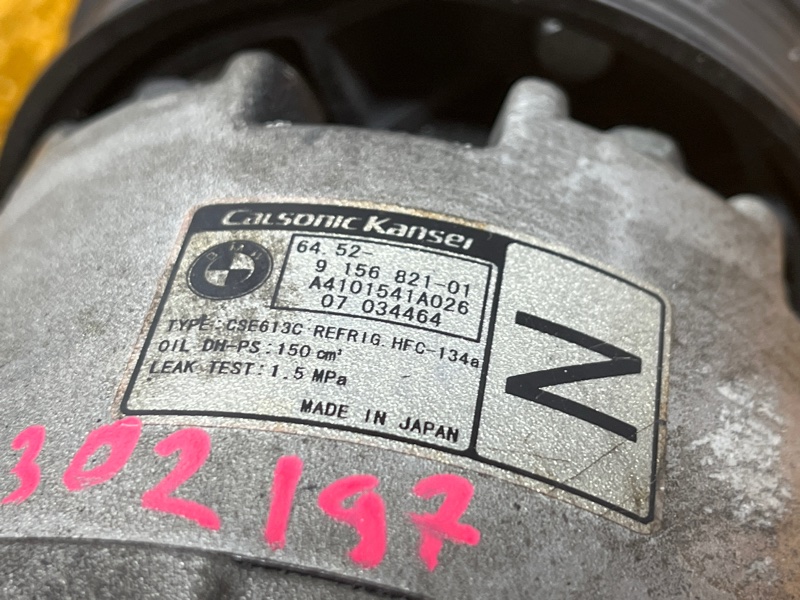 Calsonic Kansei
BMW
64. 52-
9 156 821-01
A4101541A026
07 034464
TYPE: CSE613C REFRIG. HFC-134a
OIL DH-PS: 150 cm³
LEAK TEST: 1.5 MPa
MADE IN JAPAN
Z
302197